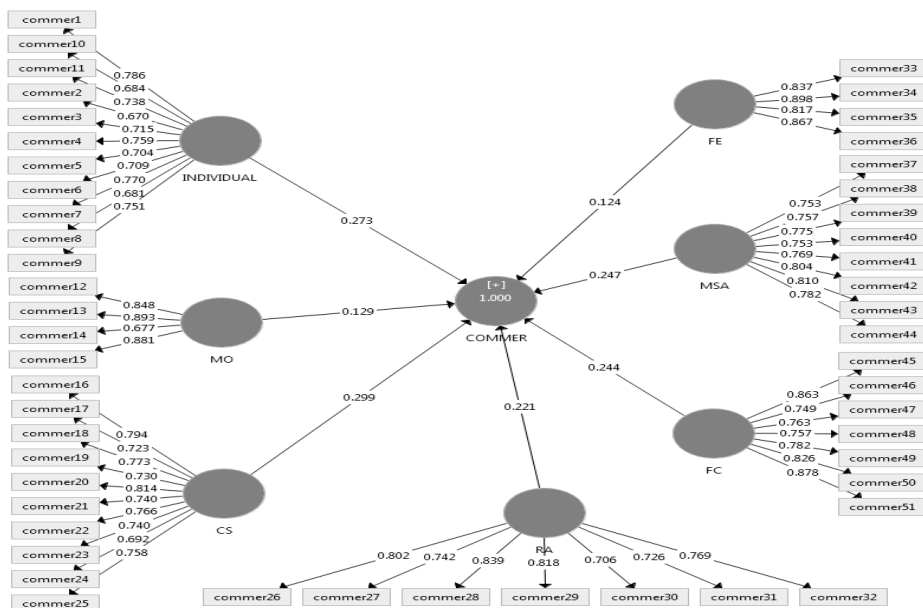 commer1
commer10
commer11
commer2
commer3
commer4
commer5
commer6
commer7
commer8
commer9
0.786
0.684
0.738
0.670
0.715
0.759
0.704
0.709
0.770
0.681
0.751
INDIVIDUAL
0.273
commer12
commer13
commer14
commer15
0.848
0.893
0.677
0.881
MO
0.129
commer16
commer17
commer18
commer19
commer20
commer21
commer22
commer23
commer24
commer25
0.794
0.723
0.773
0.730
0.814
0.740
0.766
0.740
0.692
0.758
CS
0.299
[+]
1.000
COMMER
FE
0.124
0.837
0.898
0.817
0.867
commer33
commer34
commer35
commer36
MSA
0.247
0.753
0.757
0.775
0.753
0.769
0.804
0.810
0.782
commer37
commer38
commer39
commer40
commer41
commer42
commer43
commer44
FC
0.244
0.863
0.749
0.763
0.757
0.782
0.826
0.878
commer45
commer46
commer47
commer48
commer49
commer50
commer51
0.221
RA
0.802
0.742
0.839
0.818
0.706
0.726
0.769
commer26
commer27
commer28
commer29
commer30
commer31
commer32